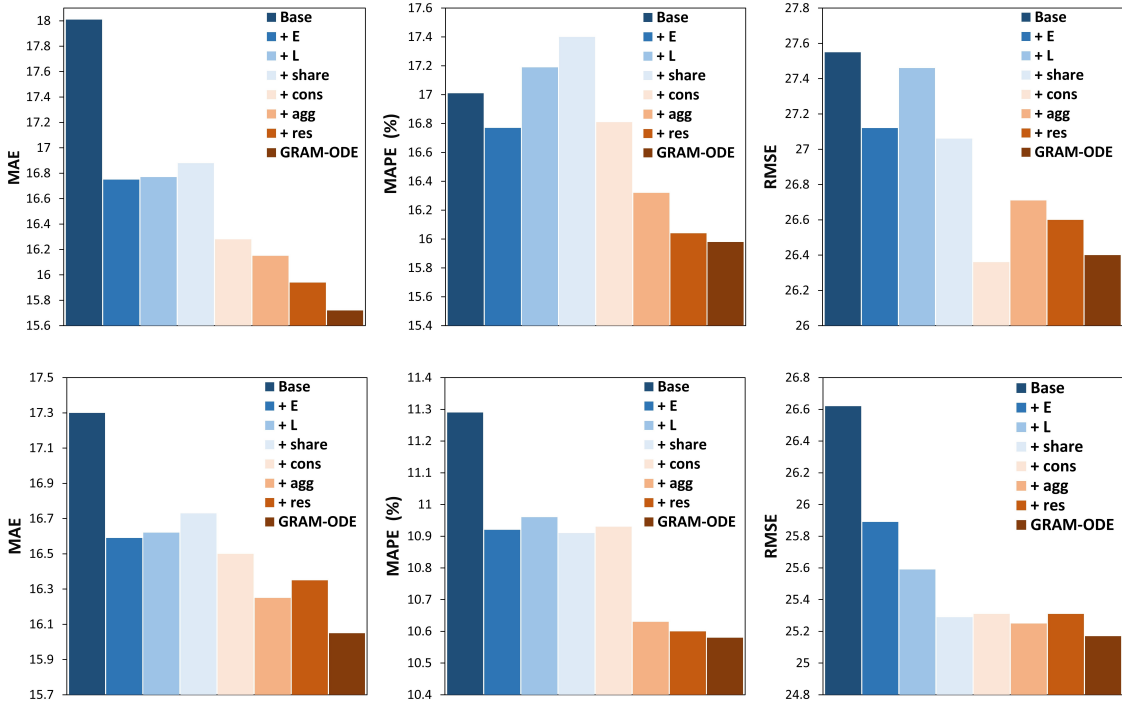 MAE
18
17.8
17.6
17.4
17.2
17
16.8
16.6
16.4
16.2
16
15.8
15.6
Base
+ E
+ L
+ share
+ cons
+ agg
+ res
GRAM-ODE
MAPE (%)
17.6
17.4
17.2
17
16.8
16.6
16.4
16.2
16
15.8
15.6
15.4
Base
+ E
+ L
+ share
+ cons
+ agg
+ res
GRAM-ODE
RMSE
27.8
27.6
27.4
27.2
27
26.8
26.6
26.4
26.2
26
Base
+ E
+ L
+ share
+ cons
+ agg
+ res
GRAM-ODE
MAE
17.5
17.3
17.1
16.9
16.7
16.5
16.3
16.1
15.9
15.7
Base
+ E
+ L
+ share
+ cons
+ agg
+ res
GRAM-ODE
MAPE (%)
11.4
11.3
11.2
11.1
11
10.9
10.8
10.7
10.6
10.5
10.4
Base
+ E
+ L
+ share
+ cons
+ agg
+ res
GRAM-ODE
RMSE
26.8
26.6
26.4
26.2
26
25.8
25.6
25.4
25.2
25
24.8
Base
+ E
+ L
+ share
+ cons
+ agg
+ res
GRAM-ODE